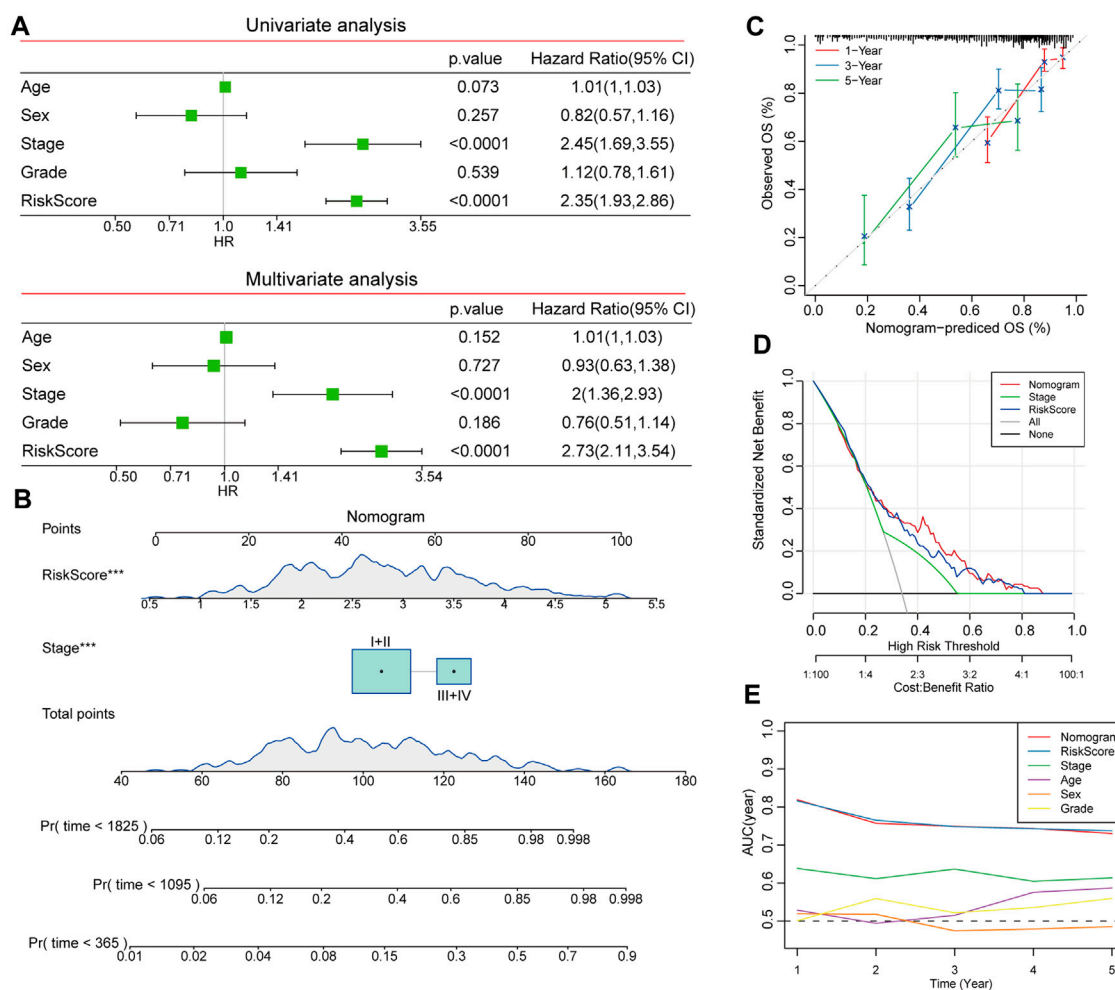 A
Univariate analysis
p.value Hazard Ratio(95% CI)
Age 0.073 1.01(1,1.03)
Sex 0.257 0.82(0.57,1.16)
Stage <0.0001 2.45(1.69,3.55)
Grade 0.539 1.12(0.78,1.61)
RiskScore <0.0001 2.35(1.93,2.86)
0.50 0.71 1.0 1.41 3.55
HR
Multivariate analysis
p.value Hazard Ratio(95% CI)
Age 0.152 1.01(1,1.03)
Sex 0.727 0.93(0.63,1.38)
Stage <0.0001 2(1.36,2.93)
Grade 0.186 0.76(0.51,1.14)
RiskScore <0.0001 2.73(2.11,3.54)
0.50 0.71 1.0 1.41 3.54
HR
B
Nomogram
Points
0 20 40 60 80 100
RiskScore***
0.5 1 1.5 2 2.5 3 3.5 4 4.5 5 5.5
Stage***
I+II
III+IV
Total points
40 60 80 100 120 140 160 180
Pr( time < 1825)
0.06 0.12 0.2 0.4 0.6 0.85 0.98 0.998
Pr( time < 1095)
0.06 0.12 0.2 0.4 0.6 0.85 0.98 0.998
Pr( time < 365)
0.01 0.02 0.04 0.08 0.15 0.3 0.5 0.7 0.9
C
1-Year
3-Year
5-Year
Observed OS (%)
1.0
0.8
0.6
0.4
0.2
0.0
0.0 0.2 0.4 0.6 0.8 1.0
Nomogram-prediced OS (%)
D
Nomogram
Stage
RiskScore
All
None
Standardized Net Benefit
1.0
0.8
0.6
0.4
0.2
0.0
0.0 0.2 0.4 0.6 0.8 1.0
High Risk Threshold
1:100 1:4 2:3 3:2 4:1 100:1
Cost:Benefit Ratio
E
Nomogram
RiskScore
Stage
Age
Sex
Grade
AUC(year)
1.0
0.9
0.8
0.7
0.6
0.5
1 2 3 4 5
Time (Year)